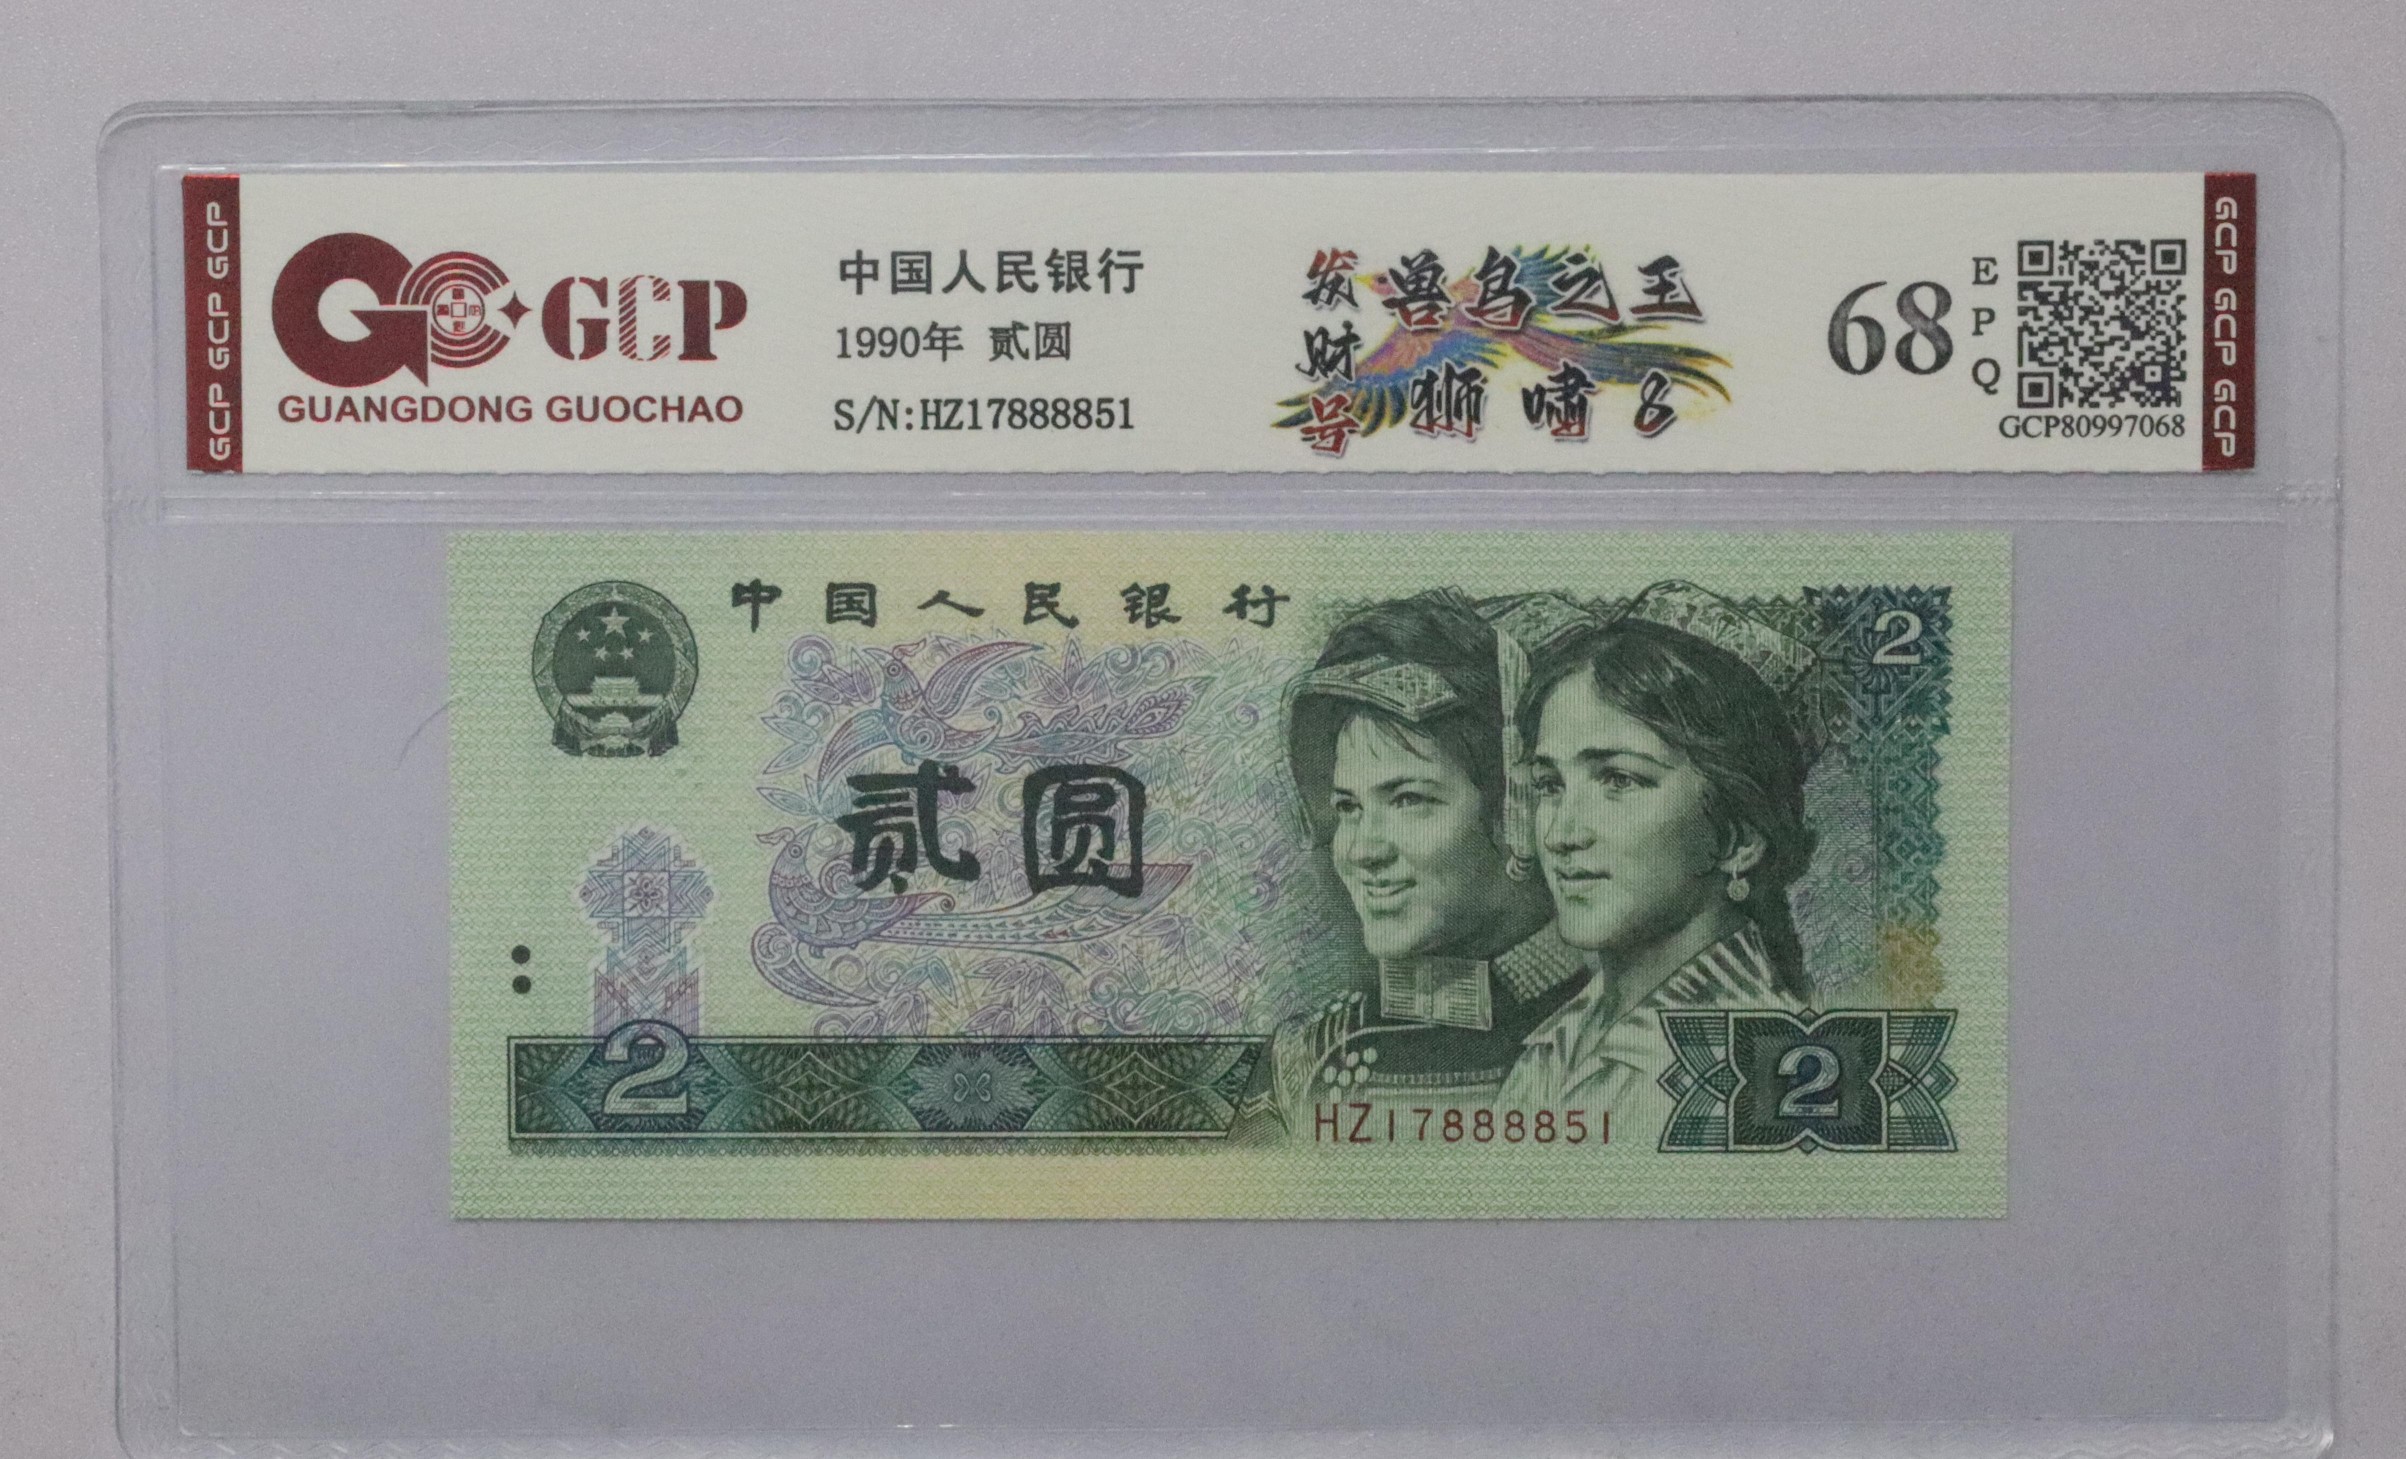 GCP GCP GCP
GCP
GUANGDONG GUOCHAO
中国人民银行
1990年 贰圆
S/N:HZ17888851
发财号
兽鸟之王
狮啸8
68
EPQ
GCP80997068
GCP GCP GCP
中国人民银行
2
贰圆
2
2
HZ17888851